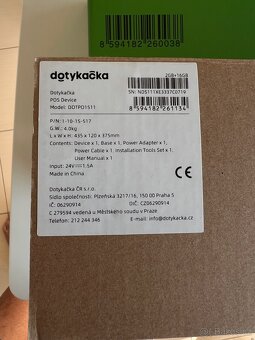 8 594182 260038
dotykačka
2GB+16GB
Dotykačka
POS Device
Model: DDTPD1511
S/N: NDS111XE3337C0719
8 594182 261134
P/N: 1-10-15-517
G.W.: 4.0kg
L x W x H: 435 x 120 x 375mm
Contents: Device x 1, Base x 1, Power Adapter x 1,
Power Cable x 1, Installation Tools Set x 1,
User Manual x 1
Input: 24V 1.5A
Made in China
Dotykačka ČR s.r.o.
Sídlo společnosti: Plzeňská 3217/16, 150 00 Praha 5
IČ: 06290914
DIČ: CZ06290914
C 279594 vedená u Městského soudu v Praze
Telefon: 212 244 346
E-mail: info@dotykacka.cz